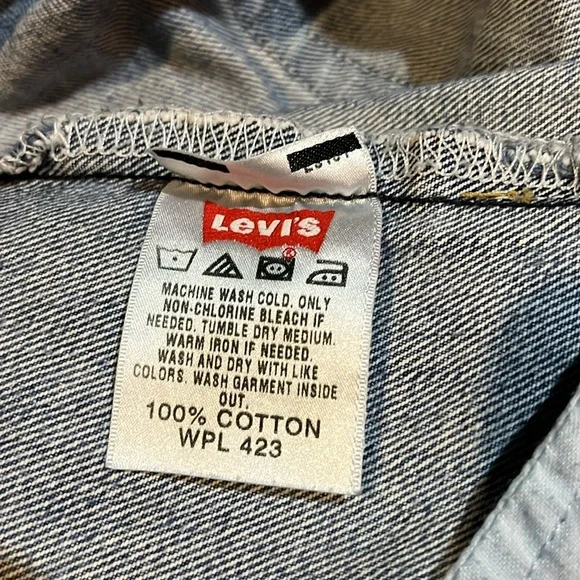 LEVI'S
®
MACHINE WASH COLD. ONLY
NON-CHLORINE BLEACH IF
NEEDED. TUMBLE DRY MEDIUM.
WARM IRON IF NEEDED.
WASH AND DRY WITH LIKE
COLORS. WASH GARMENT INSIDE
OUT.
100% COTTON
WPL 423